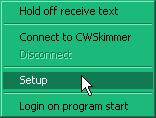 Hold off receive text
Connect to CWSkimmer
Disconnect
Setup
Login on program start